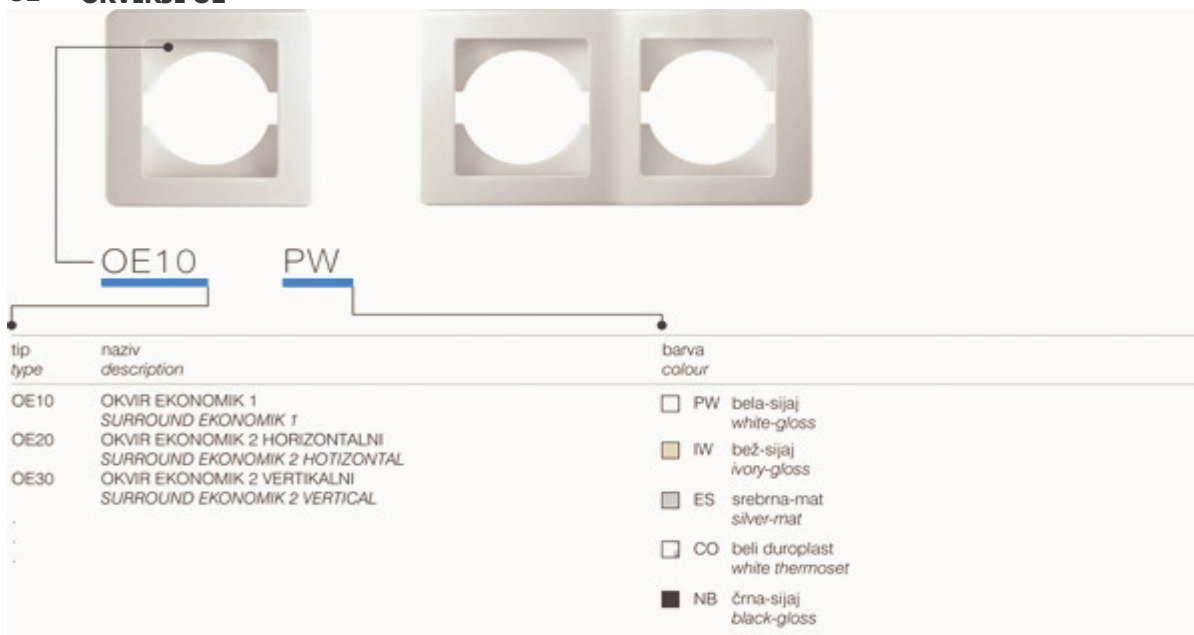 OE10 PW
tip naziv barva
type description colour
OE10 OKVIR EKONOMIK 1
SURROUND EKONOMIK 1
OE20 OKVIR EKONOMIK 2 HORIZONTALNI
SURROUND EKONOMIK 2 HOTIZONTAL
OE30 OKVIR EKONOMIK 2 VERTIKALNI
SURROUND EKONOMIK 2 VERTICAL
.
.
.
PW bela-sijaj
white-gloss
IW bež-sijaj
ivory-gloss
ES srebrna-mat
silver-mat
CO beli duroplast
white thermoset
NB črna-sijaj
black-gloss